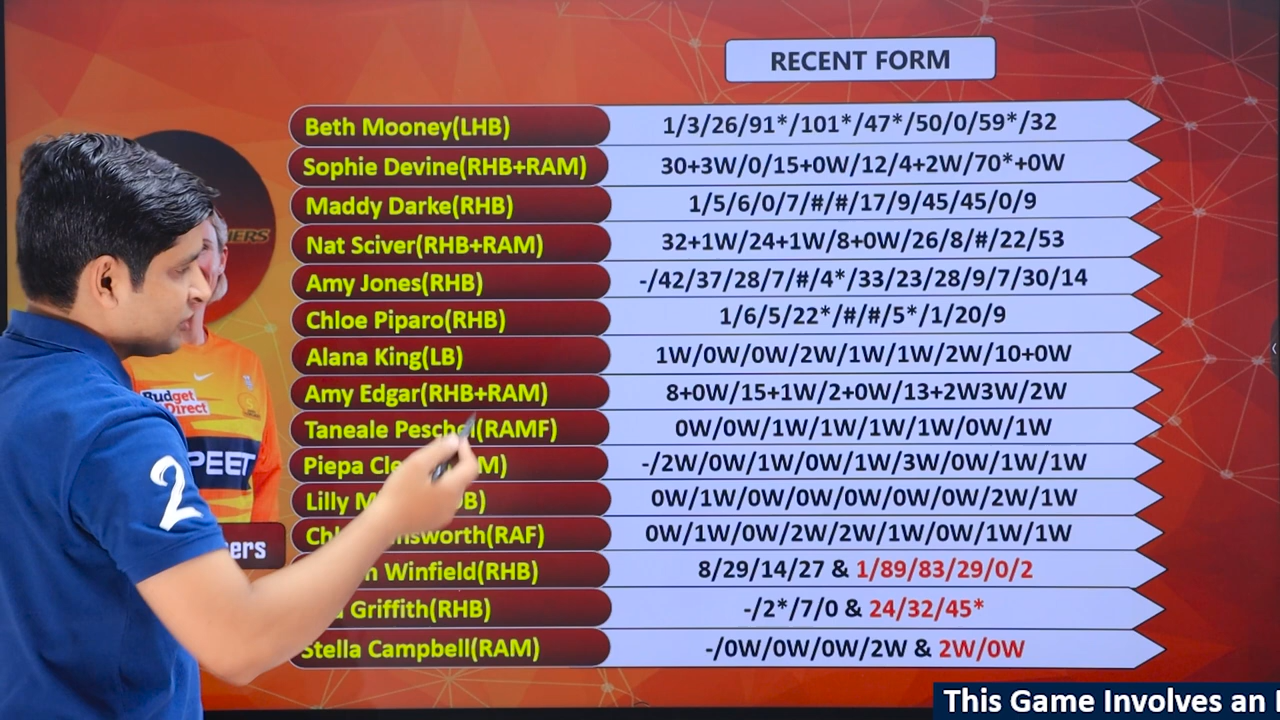 RECENT FORM
Beth Mooney(LHB) 1/3/26/91*/101*/47*/50/0/59*/32
Sophie Devine(RHB+RAM) 30+3W/0/15+0W/12/4+2W/70*+0W
Maddy Darke(RHB) 1/5/6/0/7/#/#/17/9/45/45/0/9
Nat Sciver(RHB+RAM) 32+1W/24+1W/8+0W/26/8/#/22/53
Amy Jones(RHB) -/42/37/28/7/#/4*/33/23/28/9/7/30/14
Chloe Piparo(RHB) 1/6/5/22*/#/#/5*/1/20/9
Alana King(LB) 1W/0W/0W/2W/1W/1W/2W/10+0W
Amy Edgar(RHB+RAM) 8+0W/15+1W/2+0W/13+2W3W/2W
Taneale (RAMF) 0W/0W/1W/1W/1W/1W/0W/1W
Piepa -/2W/0W/1W/0W/1W/3W/0W/1W/1W
Lilly 0W/1W/0W/0W/0W/0W/0W/2W/1W
(RAF) 0W/1W/0W/2W/2W/1W/0W/1W/1W
Winfield(RHB) 8/29/14/27 & 1/89/83/29/0/2
Griffith(RHB) -/2*/7/0 & 24/32/45*
Stella Campbell(RAM) -/0W/0W/0W/2W & 2W/0W
Budget
Direct
2
This Game Involves an